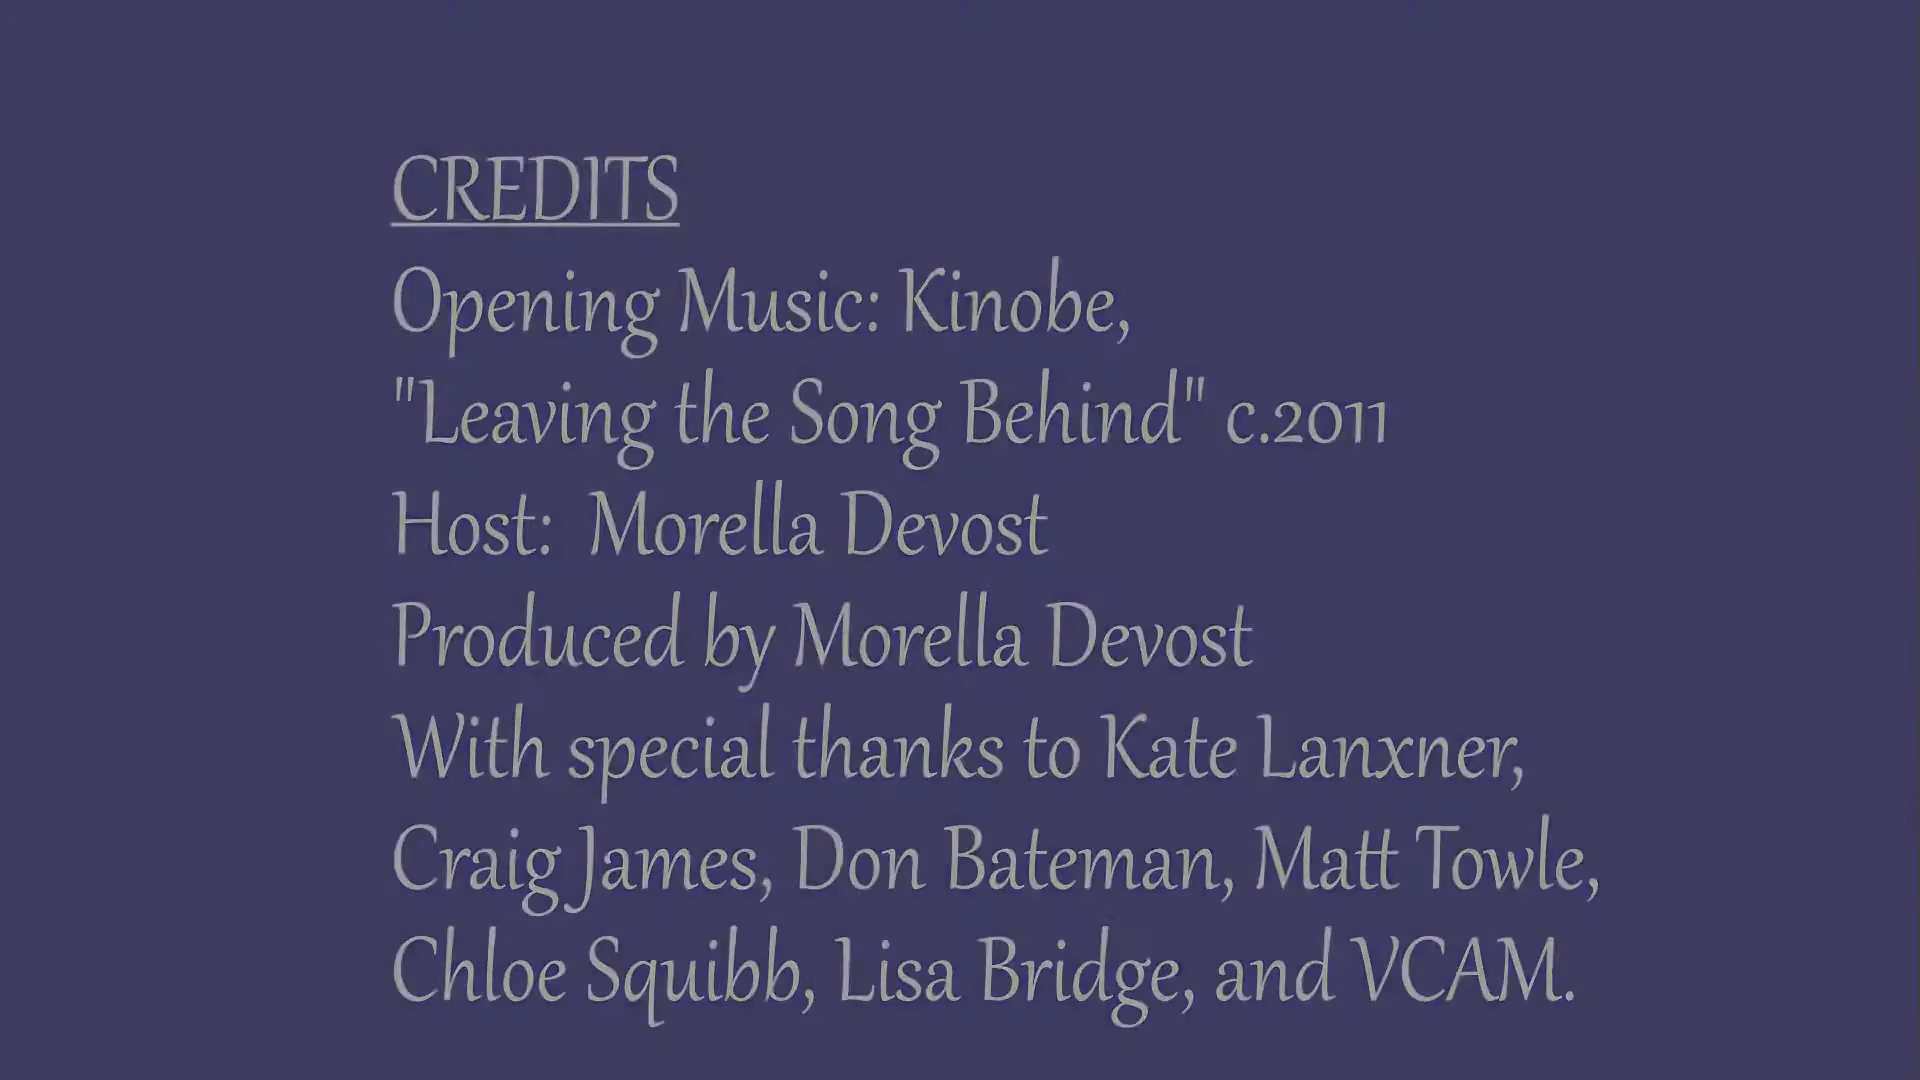 CREDITS
Opening Music: Kinobe,
"Leaving the Song Behind" c.2011
Host:  Morella Devost
Produced by Morella Devost
With special thanks to Kate Lanxner,
Craig James, Don Bateman, Matt Towle,
Chloe Squibb, Lisa Bridge, and VCAM.